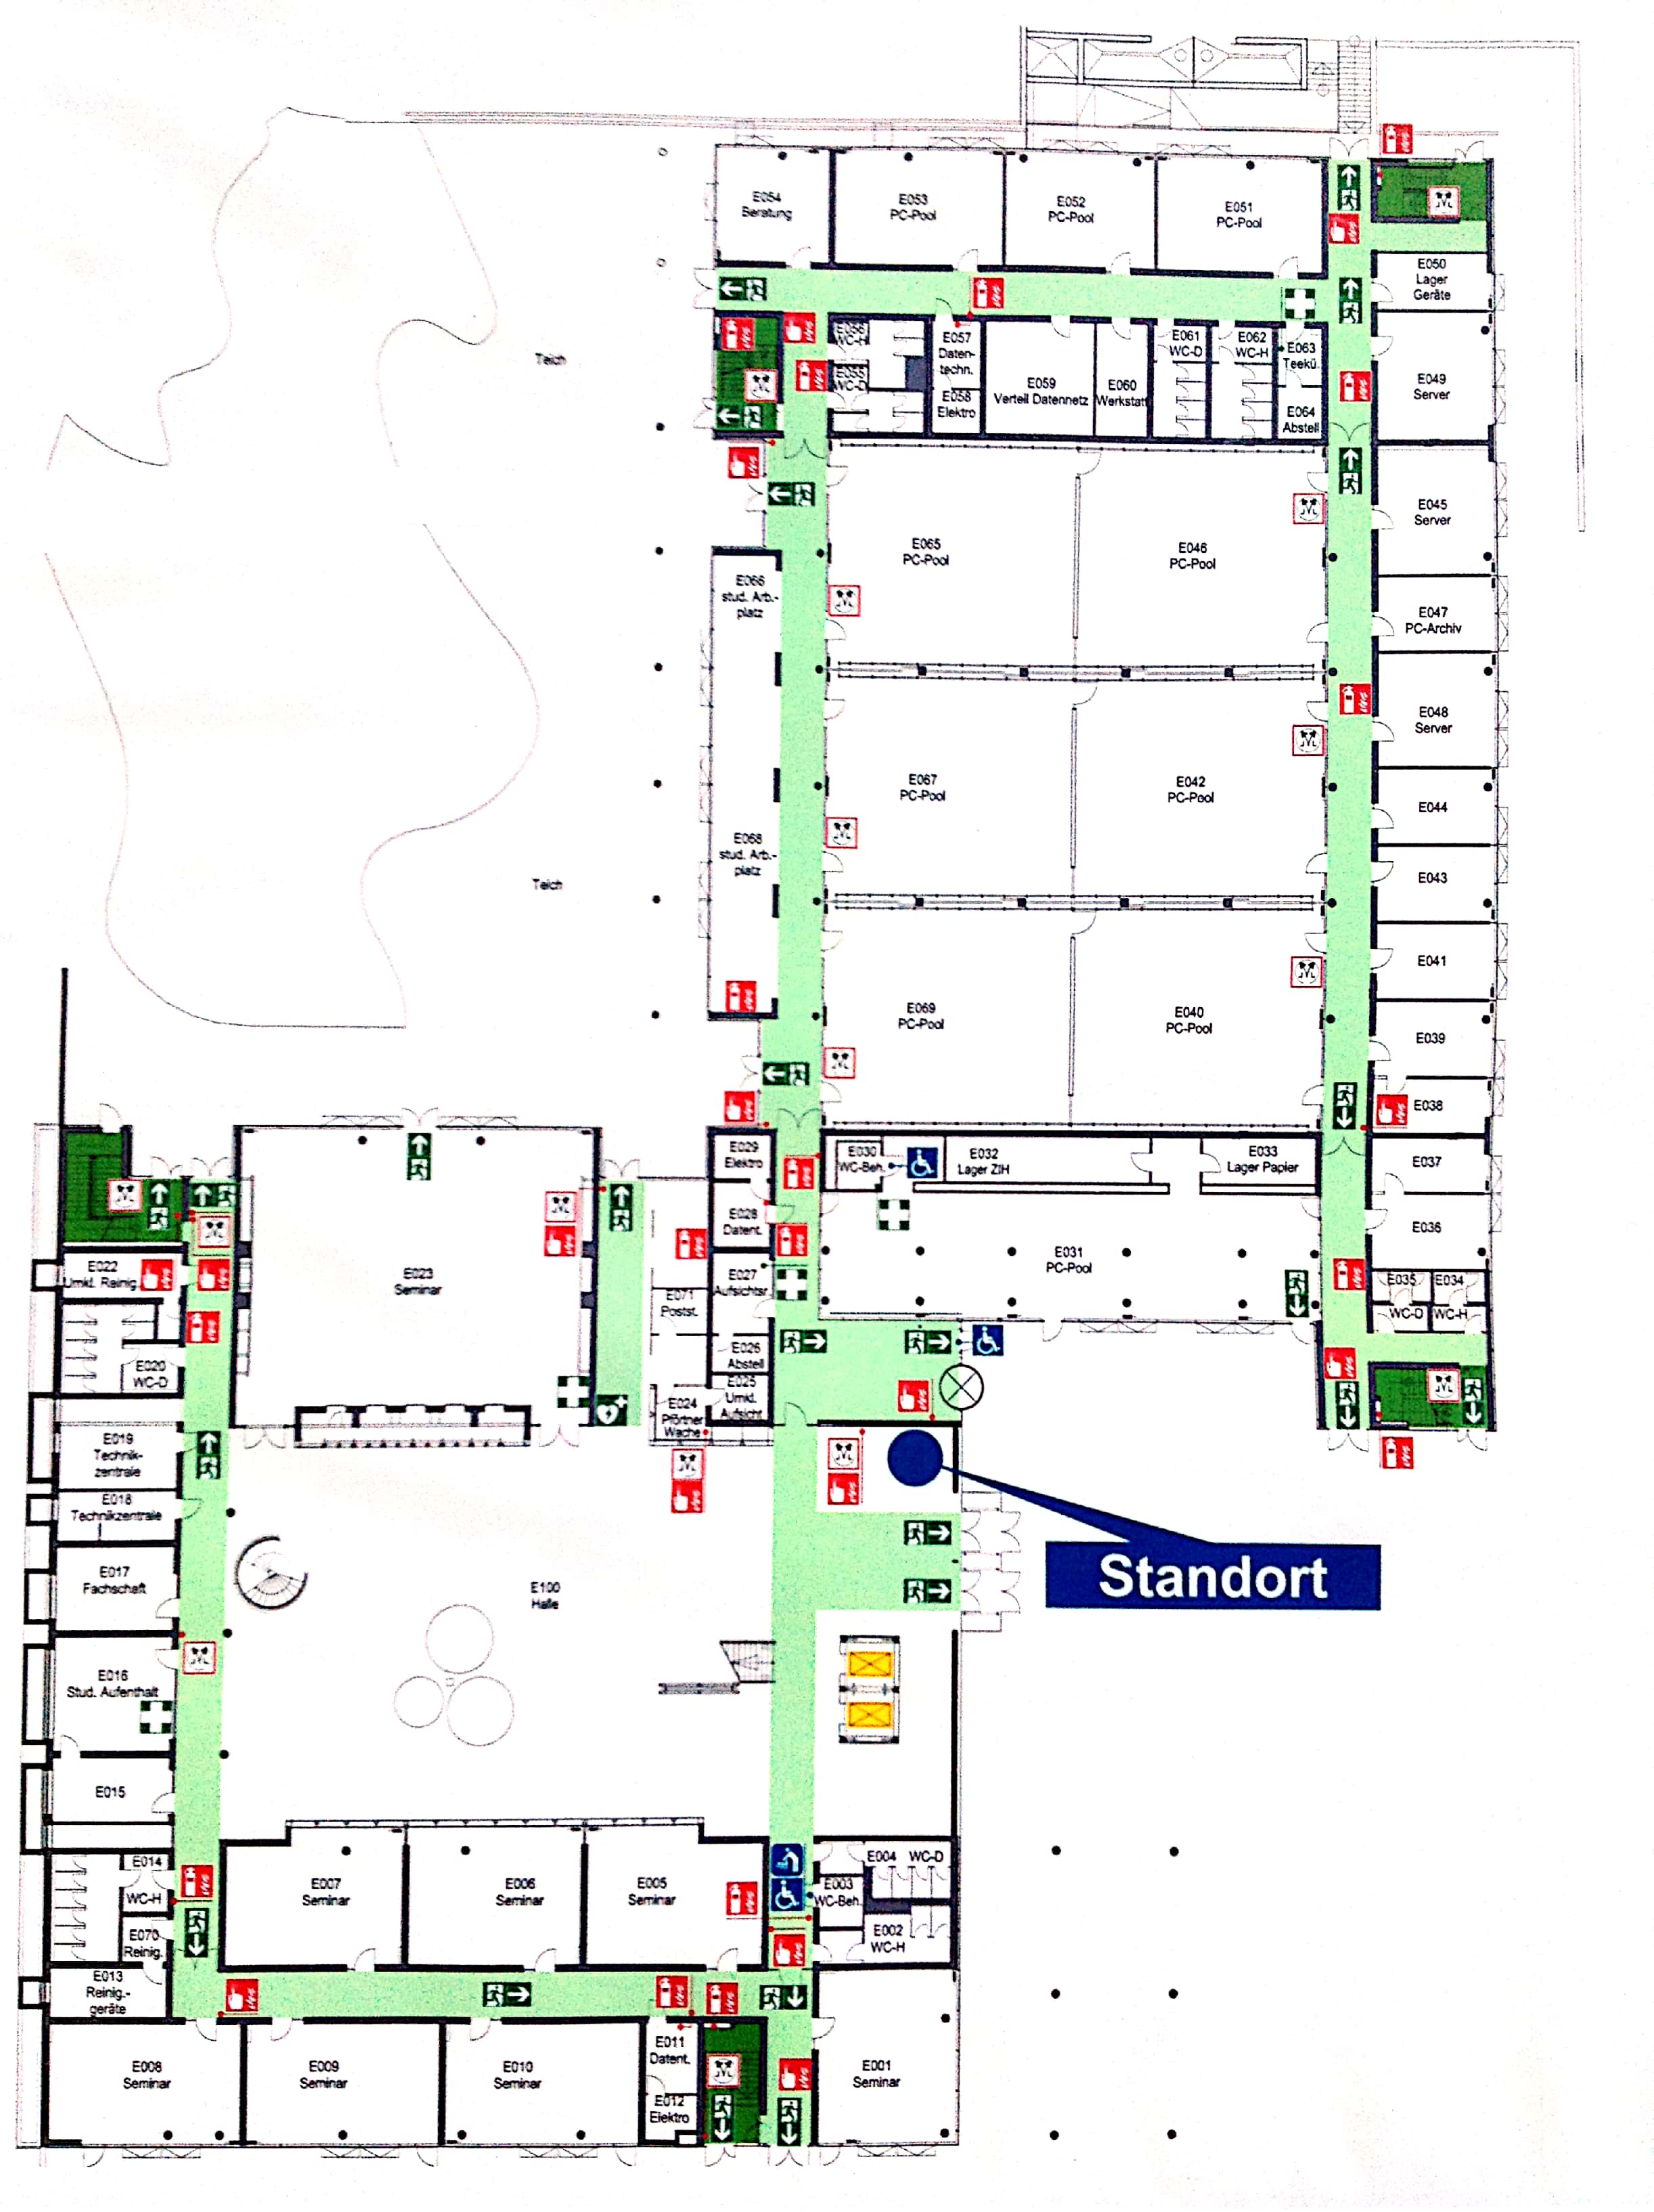 E054
Beratung
E053
PC-Pool
E052
PC-Pool
E051
PC-Pool
E050
Lager
Geräte
E056
WC-H
E055
WC-D
E057
Daten-
techn.
E058
Elektro
E059
Verteil Datennetz
E060
Werkstatt
E061
WC-D
E062
WC-H
E063
Teekü.
E064
Abstell
E049
Server
Teich
E065
PC-Pool
E046
PC-Pool
E045
Server
E066
stud. Arb.-
platz
E047
PC-Archiv
E048
Server
E067
PC-Pool
E042
PC-Pool
E044
E068
stud. Arb.-
platz
E043
Teich
E041
E069
PC-Pool
E040
PC-Pool
E039
E038
E029
Elektro
E030
WC-Beh.
E032
Lager ZIH
E033
Lager Papier
E037
E028
Datent.
E036
E022
Umkl. Reinig.
E023
Seminar
E031
PC-Pool
E027
Aufsichtsr.
E071
Postst.
E035
WC-D
E034
WC-H
E026
Abstell
E020
WC-D
E025
Umkl.
Aufsicht
E024
Pförtner
Wache
E019
Technik-
zentrale
E018
Technikzentrale
E017
Fachschaft
E100
Halle
Standort
E016
Stud. Aufenthalt
E015
E014
WC-H
E070
Reinig.
E007
Seminar
E006
Seminar
E005
Seminar
E004 WC-D
E003
WC-Beh.
E002
WC-H
E013
Reinig.-
geräte
E008
Seminar
E009
Seminar
E010
Seminar
E011
Datent.
E012
Elektro
E001
Seminar